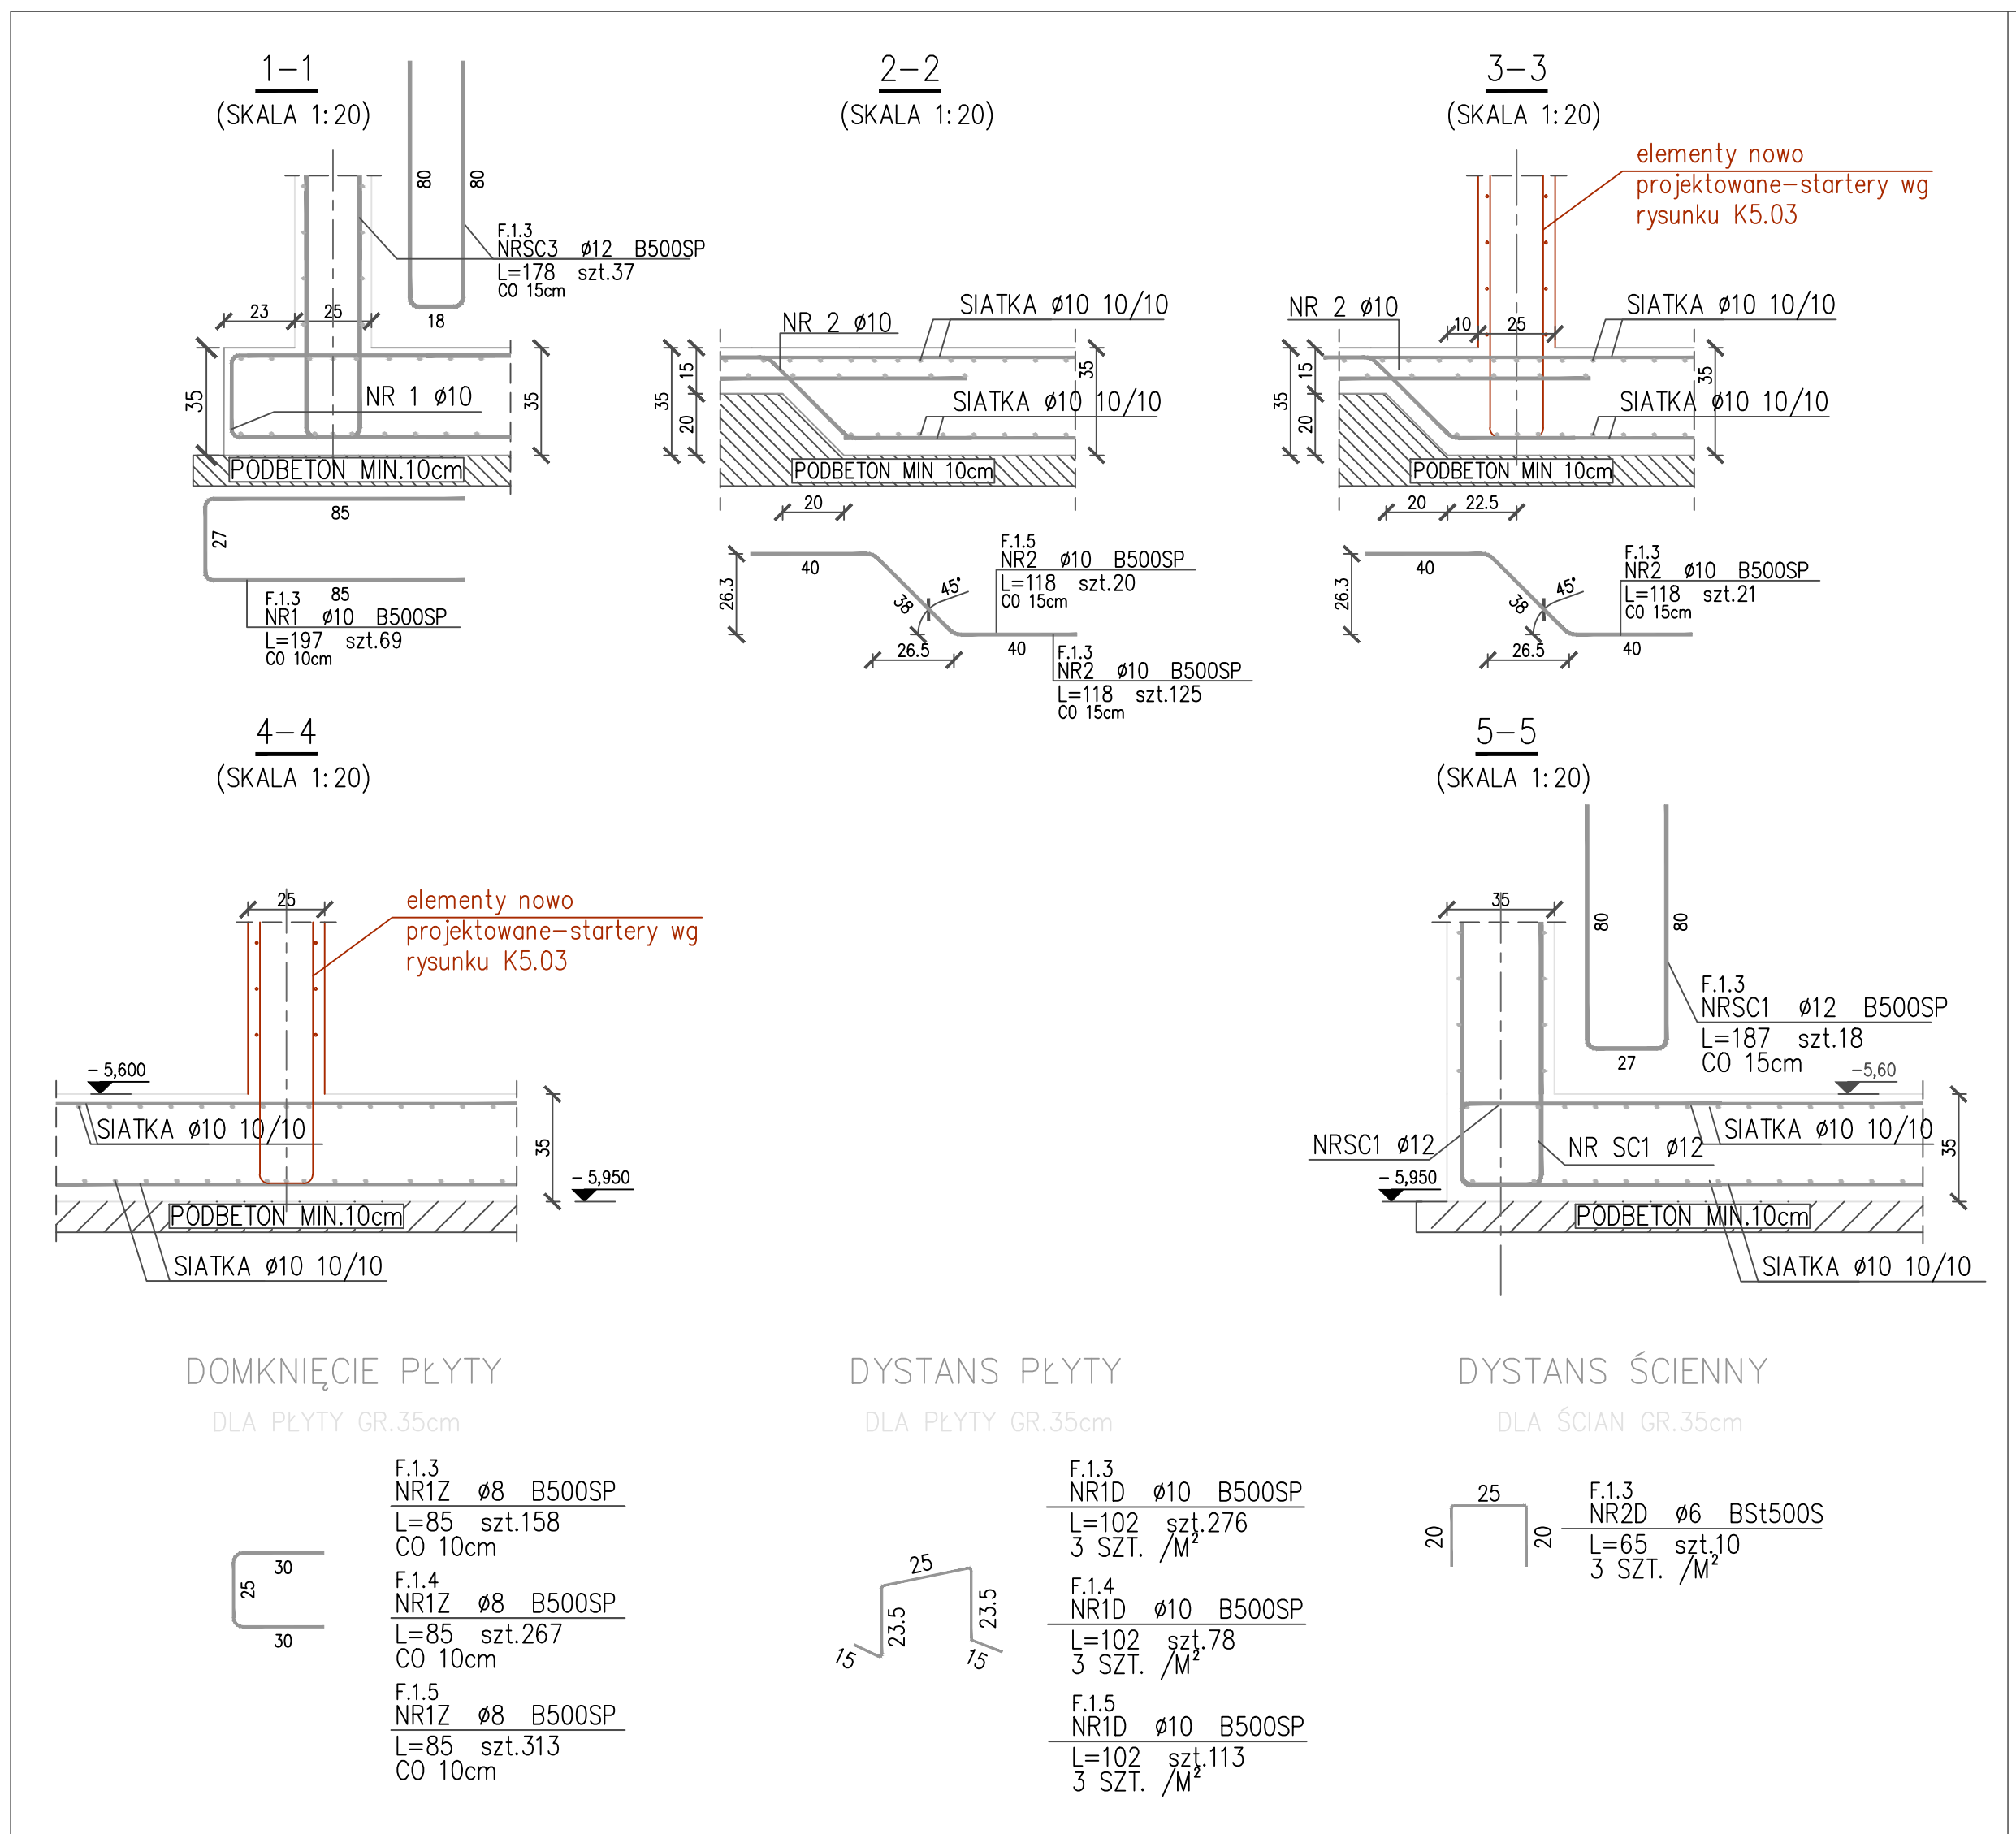 1-1
(SKALA 1:20)
80
80
F.1.3
NRSC3 ø12 B500SP
L=178 szt.37
CO 15cm
18
23
25
35
35
NR 1 ø10
PODBETON MIN.10cm
85
27
85
F.1.3
NR1 ø10 B500SP
L=197 szt.69
CO 10cm
2-2
(SKALA 1:20)
SIATKA ø10 10/10
NR 2 ø10
35
15
20
35
SIATKA ø10 10/10
PODBETON MIN 10cm
20
40
26.3
38
45°
26.5
40
F.1.5
NR2 ø10 B500SP
L=118 szt.20
CO 15cm
F.1.3
NR2 ø10 B500SP
L=118 szt.125
CO 15cm
3-3
(SKALA 1:20)
elementy nowo
projektowane-startery wg
rysunku K5.03
NR 2 ø10
10
25
SIATKA ø10 10/10
35
15
20
35
SIATKA ø10 10/10
PODBETON MIN 10cm
20
22.5
40
26.3
38
45°
26.5
40
F.1.3
NR2 ø10 B500SP
L=118 szt.21
CO 15cm
4-4
(SKALA 1:20)
25
elementy nowo
projektowane-startery wg
rysunku K5.03
- 5,600
SIATKA ø10 10/10
35
- 5,950
PODBETON MIN.10cm
SIATKA ø10 10/10
5-5
(SKALA 1:20)
35
80
80
27
F.1.3
NRSC1 ø12 B500SP
L=187 szt.18
CO 15cm
-5,60
NRSC1 ø12
NR SC1 ø12
SIATKA ø10 10/10
35
- 5,950
PODBETON MIN.10cm
SIATKA ø10 10/10
DOMKNIĘCIE PŁYTY
DLA PŁYTY GR.35cm
30
25
30
F.1.3
NR1Z ø8 B500SP
L=85 szt.158
CO 10cm
F.1.4
NR1Z ø8 B500SP
L=85 szt.267
CO 10cm
F.1.5
NR1Z ø8 B500SP
L=85 szt.313
CO 10cm
DYSTANS PŁYTY
DLA PŁYTY GR.35cm
25
23.5
23.5
15
15
F.1.3
NR1D ø10 B500SP
L=102 szt.276
3 SZT. /M²
F.1.4
NR1D ø10 B500SP
L=102 szt.78
3 SZT. /M²
F.1.5
NR1D ø10 B500SP
L=102 szt.113
3 SZT. /M²
DYSTANS ŚCIENNY
DLA ŚCIAN GR.35cm
25
20
20
F.1.3
NR2D ø6 BSt500S
L=65 szt.10
3 SZT. /M²